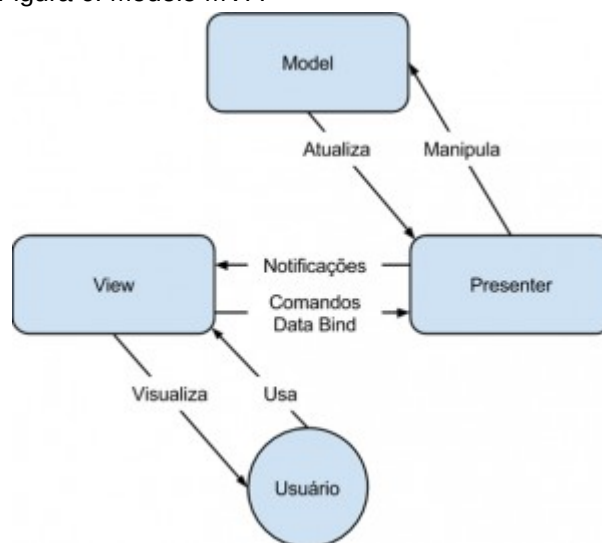 Model
Atualiza
Manipula
View
Notificações
Comandos
Data Bind
Presenter
Visualiza
Usa
Usuário